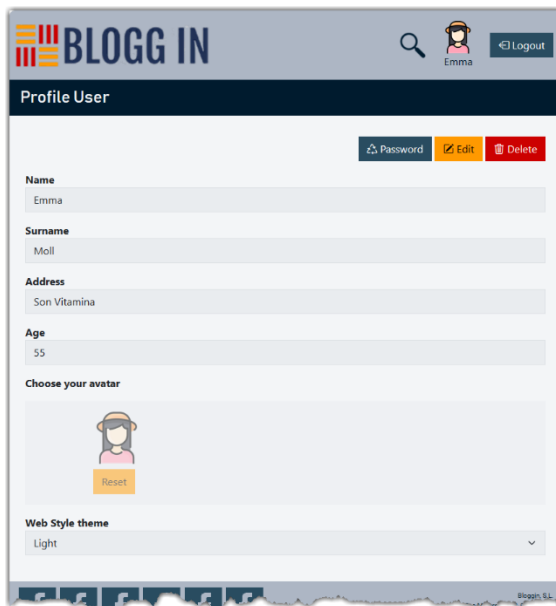 BLOGG IN
Emma
Logout
Profile User
Password Edit Delete
Name
Emma
Surname
Moll
Address
Son Vitamina
Age
55
Choose your avatar
Reset
Web Style theme
Light
Bloggin, S.L.